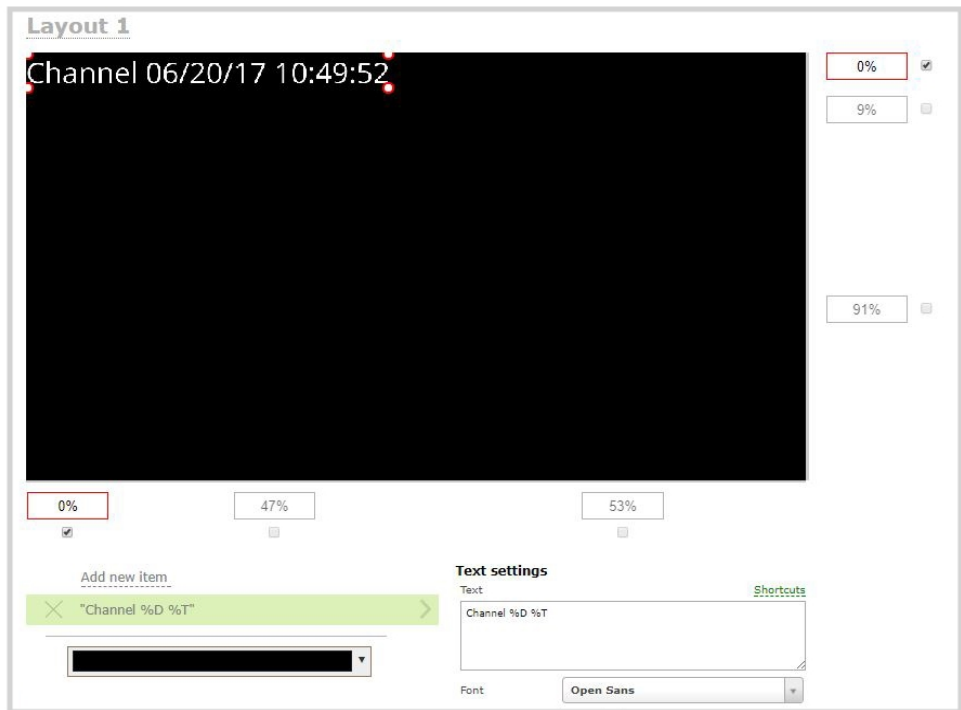 Layout 1
Channel 06/20/17 10:49:52
0%
9%
91%
0%
47%
53%
Add new item
"Channel %D %T"
Text settings
Text
Shortcuts
Channel %D %T
Font
Open Sans